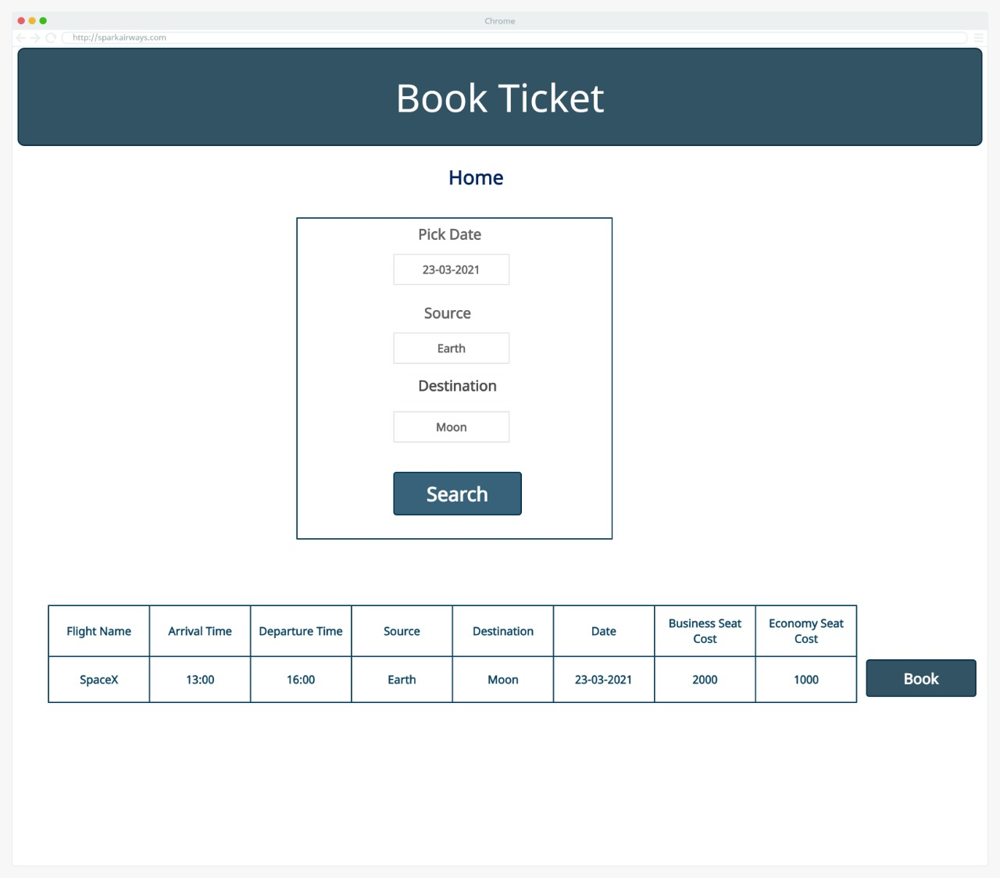 Chrome
http://sparkairways.com
Book Ticket
Home
Pick Date
23-03-2021
Source
Earth
Destination
Moon
Search
Flight Name Arrival Time Departure Time Source Destination Date Business Seat Cost Economy Seat Cost
SpaceX 13:00 16:00 Earth Moon 23-03-2021 2000 1000 Book